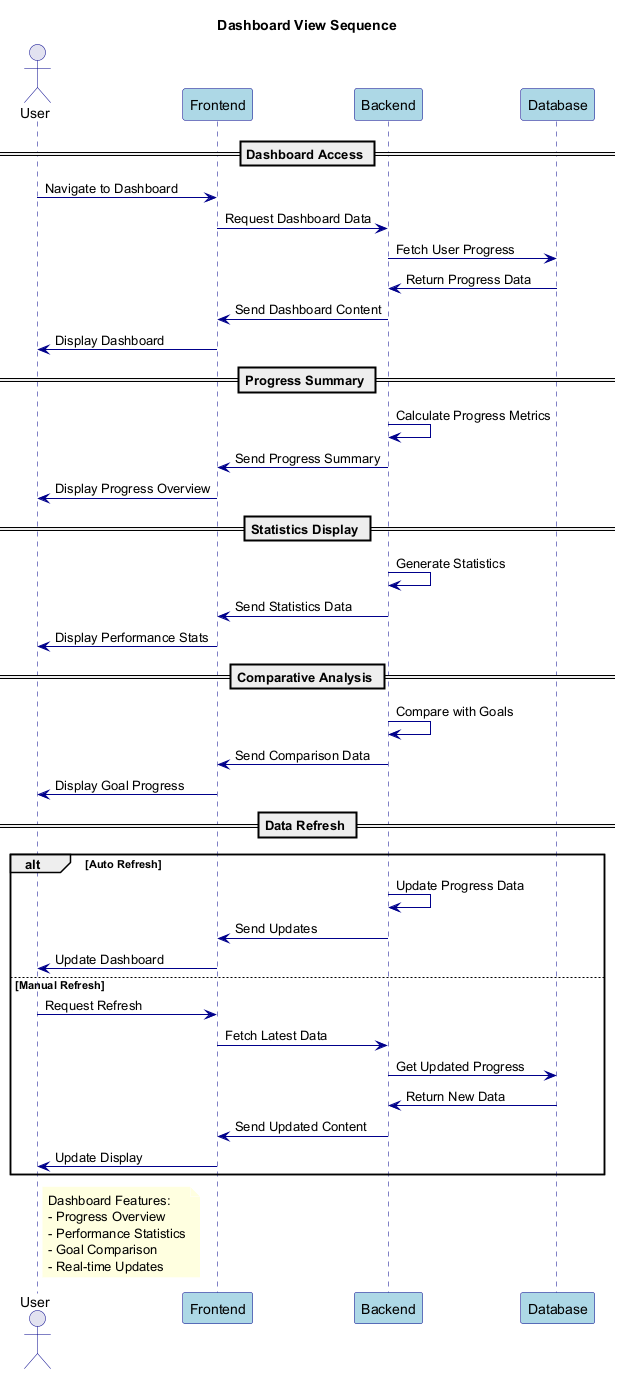 Dashboard View Sequence
User
Frontend
Backend
Database
Dashboard Access
Navigate to Dashboard
Request Dashboard Data
Fetch User Progress
Return Progress Data
Send Dashboard Content
Display Dashboard
Progress Summary
Calculate Progress Metrics
Send Progress Summary
Display Progress Overview
Statistics Display
Generate Statistics
Send Statistics Data
Display Performance Stats
Comparative Analysis
Compare with Goals
Send Comparison Data
Display Goal Progress
Data Refresh
alt
[Auto Refresh]
Update Progress Data
Send Updates
Update Dashboard
[Manual Refresh]
Request Refresh
Fetch Latest Data
Get Updated Progress
Return New Data
Send Updated Content
Update Display
Dashboard Features:
- Progress Overview
- Performance Statistics
- Goal Comparison
- Real-time Updates
User
Frontend
Backend
Database